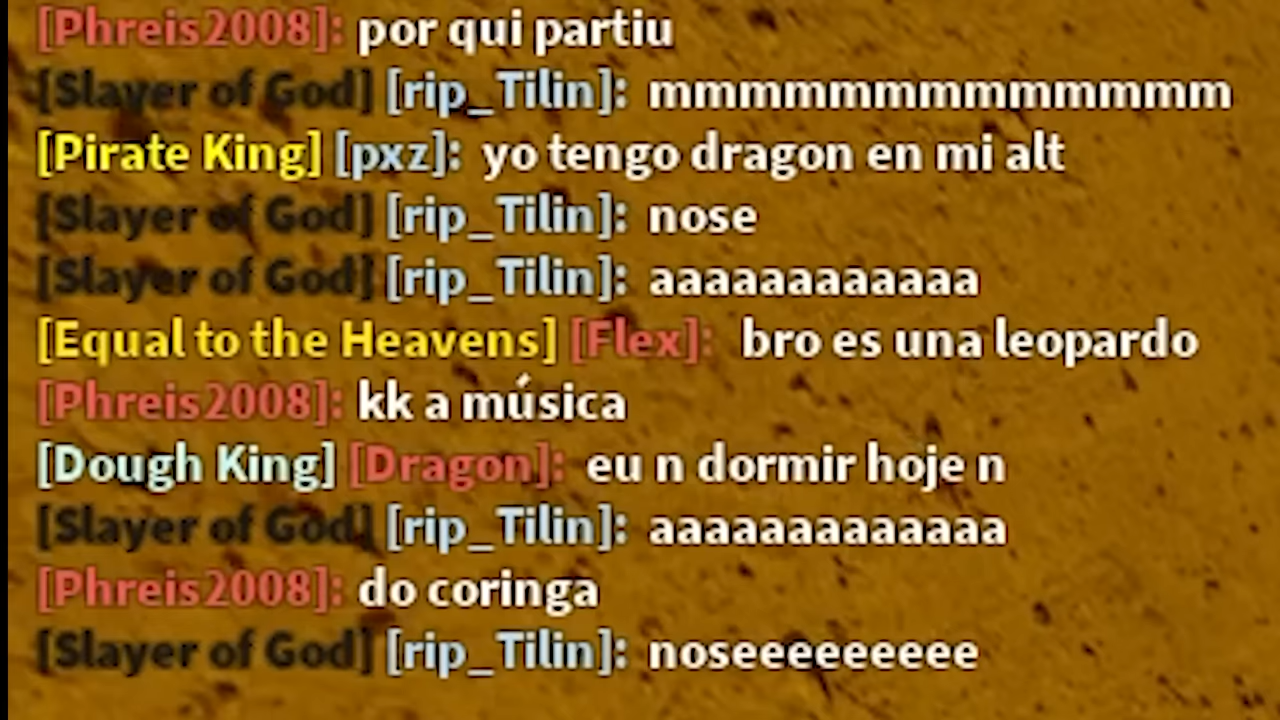 [Phreis2008]: por qui partiu
[Slayer of God] [rip_Tilin]: mmmmmmmmmmmmmm
[Pirate King] [pxz]: yo tengo dragon en mi alt
[Slayer of God] [rip_Tilin]: nose
[Slayer of God] [rip_Tilin]: aaaaaaaaaaaa
[Equal to the Heavens] [Flex]: bro es una leopardo
[Phreis2008]: kk a música
[Dough King] [Dragon]: eu n dormir hoje n
[Slayer of God] [rip_Tilin]: aaaaaaaaaaaaa
[Phreis2008]: do coringa
[Slayer of God] [rip_Tilin]: noseeeeeeeeee